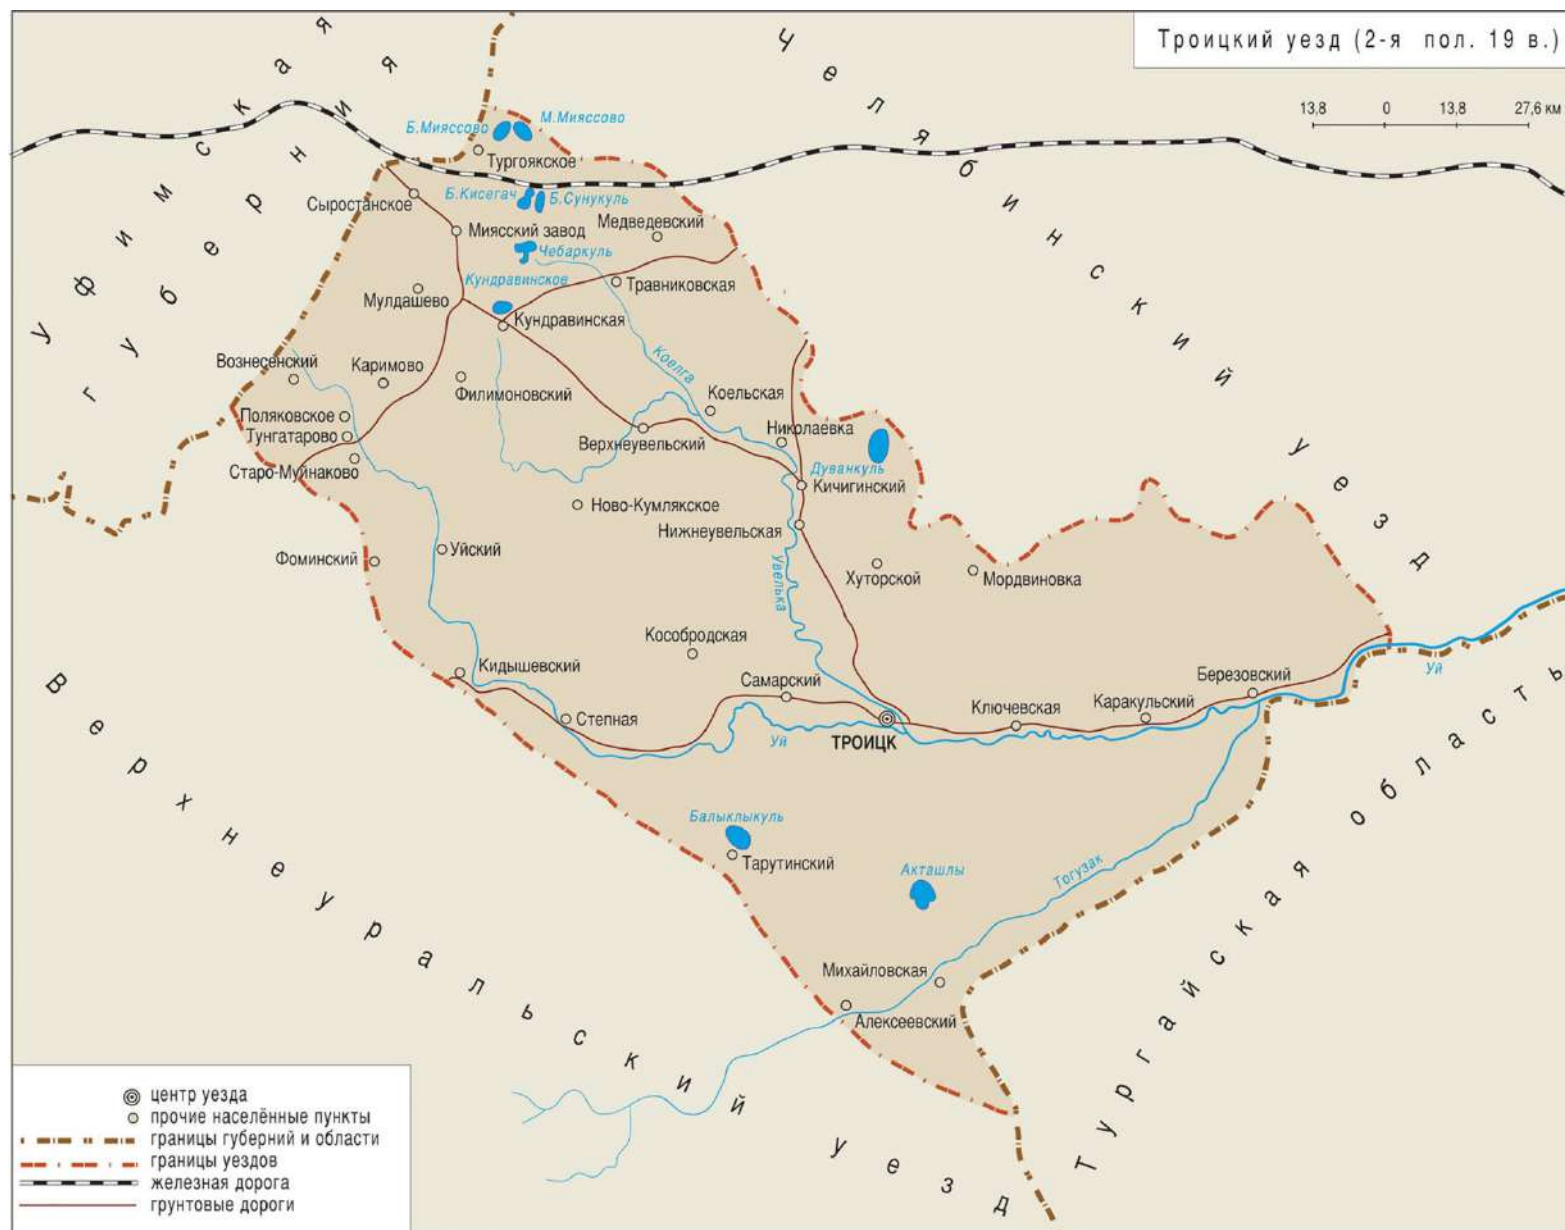 Троицкий уезд (2-я пол. 19 в.)
13,8 0 13,8 27,6 км
Уфимская
губерния
Челябинский уезд
Б.Мияссово
М.Мияссово
Тургоякское
Б.Кисегач
Б.Сунукуль
Сыростанское
Миясский завод
Медведевский
Чебаркуль
Кундравинское
Травниковская
Мулдашево
Кундравинская
Вознесенский
Каримово
Филимоновский
Коелга
Коельская
Поляковское
Тунгатарово
Верхнеувельский
Николаевка
Старо-Муйнаково
Дуванкуль
Кичигинский
Ново-Кумлякское
Нижнеувельская
Фоминский
Уйский
Хуторской
Мордвиновка
Увелька
Кособродская
Кидышевский
Самарский
Березовский
Уй
Степная
Ключевская
Каракульский
Уй
ТРОИЦК
Балыклыкуль
Тарутинский
Акташлы
Тогузак
Михайловская
Алексеевский
Верхнеуральский уезд
Тургайская область
центр уезда
прочие населённые пункты
границы губерний и области
границы уездов
железная дорога
грунтовые дороги